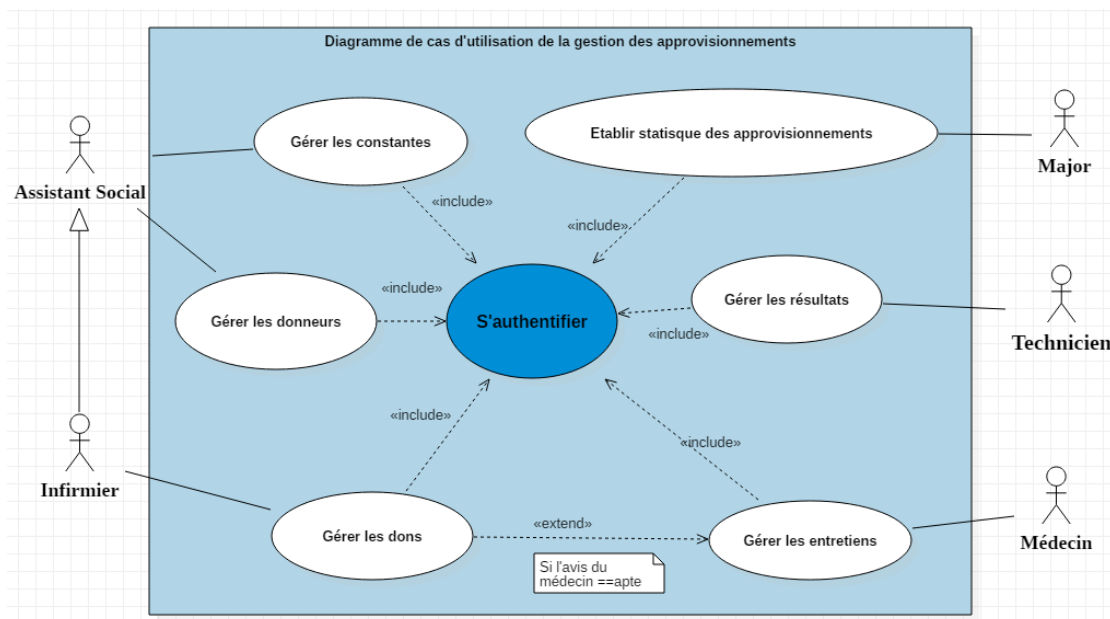 Diagramme de cas d'utilisation de la gestion des approvisionnements
Gérer les constantes
Etablir statisque des approvisionnements
Major
Assistant Social
«include»
«include»
Gérer les donneurs
«include»
S'authentifier
Gérer les résultats
«include»
Technicien
«include»
«include»
Infirmier
Gérer les dons
«extend»
Gérer les entretiens
Médecin
Si l'avis du
médecin ==apte